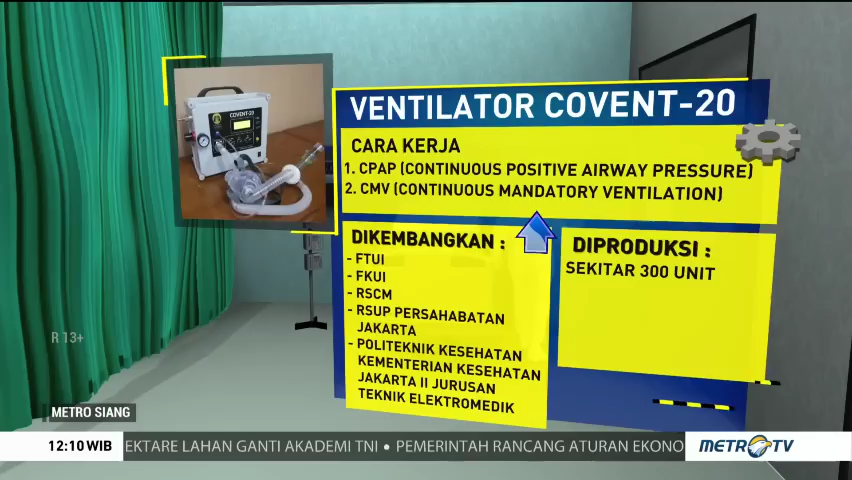 COVENT-20
VENTILATOR COVENT-20
CARA KERJA
1. CPAP (CONTINUOUS POSITIVE AIRWAY PRESSURE)
2. CMV (CONTINUOUS MANDATORY VENTILATION)
DIKEMBANGKAN :
- FTUI
- FKUI
- RSCM
- RSUP PERSAHABATAN
JAKARTA
- POLITEKNIK KESEHATAN
KEMENTERIAN KESEHATAN
JAKARTA II JURUSAN
TEKNIK ELEKTROMEDIK
DIPRODUKSI :
SEKITAR 300 UNIT
R 13+
METRO SIANG
12:10 WIB
EKTARE LAHAN GANTI AKADEMI TNI • PEMERINTAH RANCANG ATURAN EKONO
METRO TV